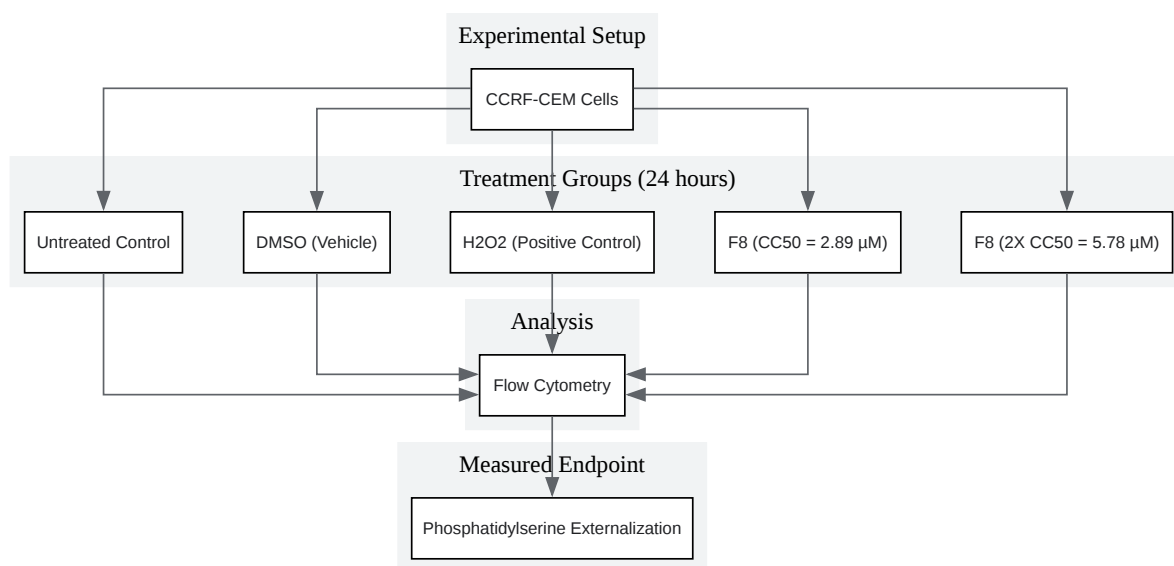 Experimental Setup
CCRF-CEM Cells
Treatment Groups (24 hours)
Untreated Control
DMSO (Vehicle)
H2O2 (Positive Control)
F8 (CC50 = 2.89 µM)
F8 (2X CC50 = 5.78 µM)
Analysis
Flow Cytometry
Measured Endpoint
Phosphatidylserine Externalization